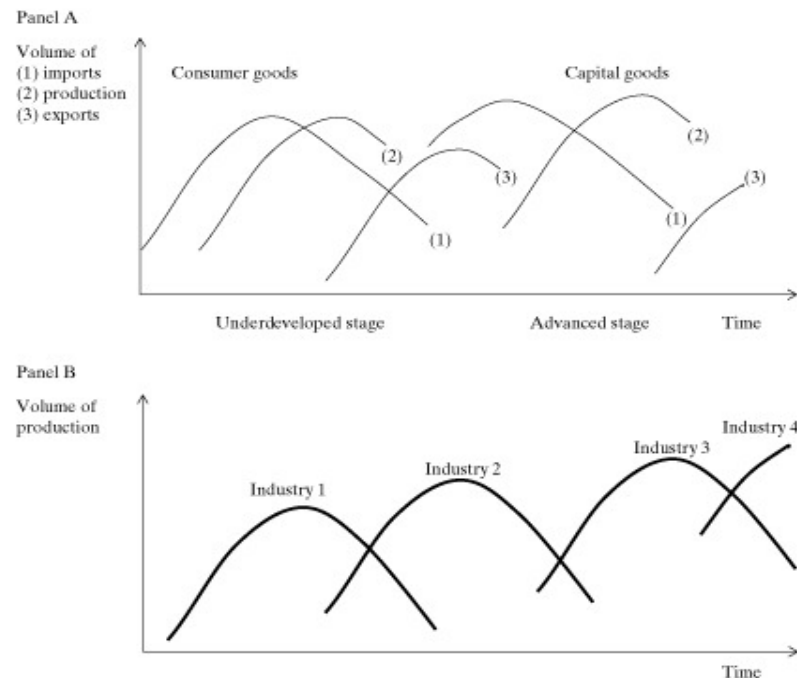 Panel A
Volume of
(1) imports
(2) production
(3) exports
Consumer goods
Capital goods
(2)
(3)
(1)
(2)
(3)
(1)
Underdeveloped stage
Advanced stage
Time
Panel B
Volume of
production
Industry 1
Industry 2
Industry 3
Industry 4
Time